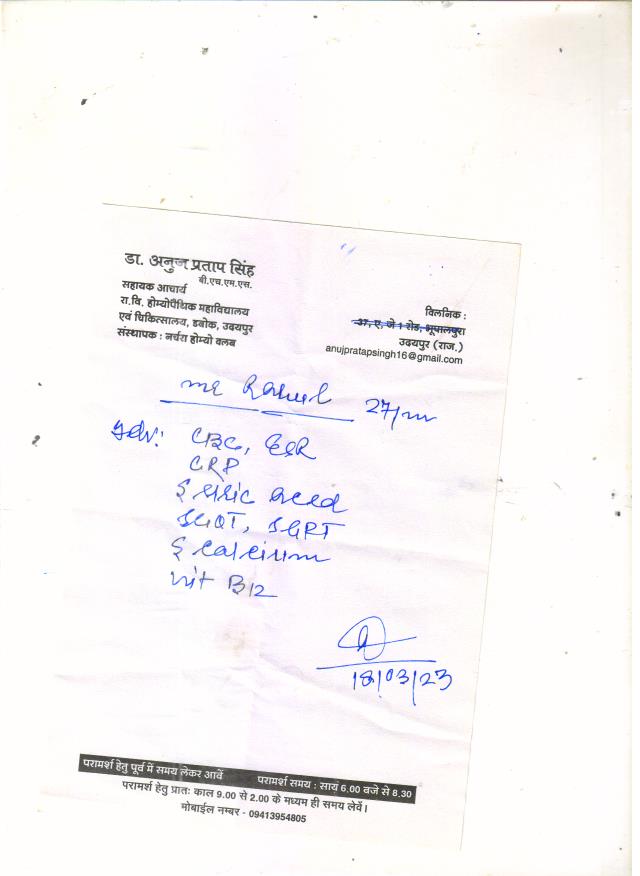 डा. अनुज प्रताप सिंह
बी.एच.एम.एस.
सहायक आचार्य
रा.वि. होम्योपैथिक महाविद्यालय
एवं चिकित्सालय, डबोक, उदयपुर
संस्थापक : नर्चरा होम्यो क्लब
क्लिनिक :
37, ए, जे 1 रोड, भूपालपुरा
उदयपुर (राज.)
anujpratapsingh16@gmail.com
Mr Rahul 27/m
Adv: CBC, ESR
CRP
S Uric Acid
SGOT, SGPT
S Calcium
Vit B12
18/03/23
परामर्श हेतु पूर्व में समय लेकर आवें परामर्श समय : सायं 6.00 बजे से 8.30
परामर्श हेतु प्रातः काल 9.00 से 2.00 के मध्यम ही समय लेवें।
मोबाईल नम्बर - 09413954805